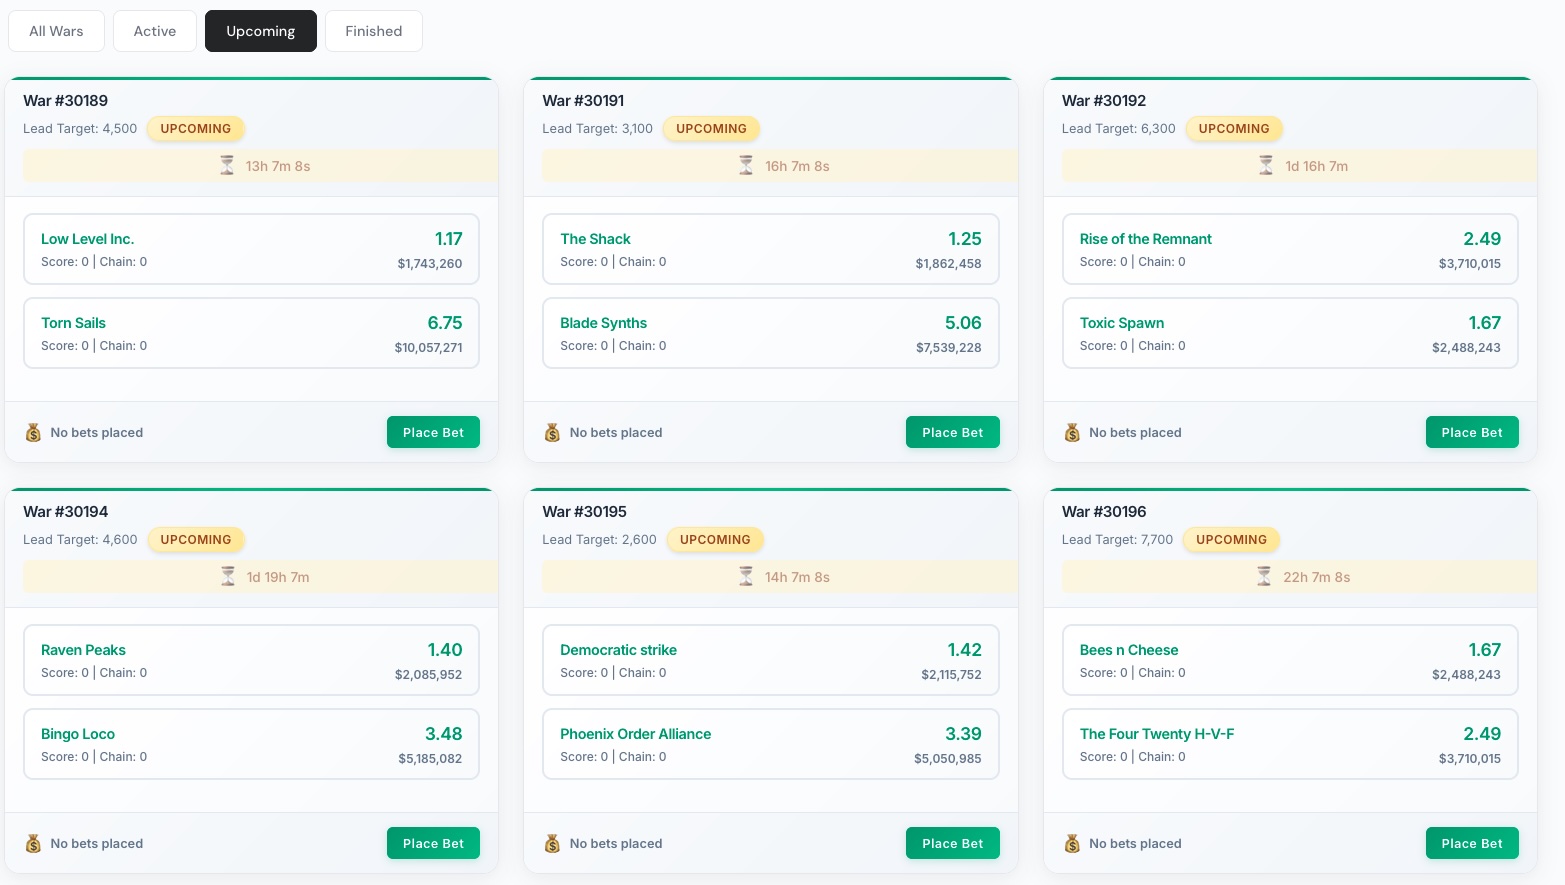 All Wars
Active
Upcoming
Finished
War #30189
Lead Target: 4,500 UPCOMING
13h 7m 8s
Low Level Inc. 1.17
Score: 0 | Chain: 0 $1,743,260
Torn Sails 6.75
Score: 0 | Chain: 0 $10,057,271
No bets placed Place Bet
War #30191
Lead Target: 3,100 UPCOMING
16h 7m 8s
The Shack 1.25
Score: 0 | Chain: 0 $1,862,458
Blade Synths 5.06
Score: 0 | Chain: 0 $7,539,228
No bets placed Place Bet
War #30192
Lead Target: 6,300 UPCOMING
1d 16h 7m
Rise of the Remnant 2.49
Score: 0 | Chain: 0 $3,710,015
Toxic Spawn 1.67
Score: 0 | Chain: 0 $2,488,243
No bets placed Place Bet
War #30194
Lead Target: 4,600 UPCOMING
1d 19h 7m
Raven Peaks 1.40
Score: 0 | Chain: 0 $2,085,952
Bingo Loco 3.48
Score: 0 | Chain: 0 $5,185,082
No bets placed Place Bet
War #30195
Lead Target: 2,600 UPCOMING
14h 7m 8s
Democratic strike 1.42
Score: 0 | Chain: 0 $2,115,752
Phoenix Order Alliance 3.39
Score: 0 | Chain: 0 $5,050,985
No bets placed Place Bet
War #30196
Lead Target: 7,700 UPCOMING
22h 7m 8s
Bees n Cheese 1.67
Score: 0 | Chain: 0 $2,488,243
The Four Twenty H-V-F 2.49
Score: 0 | Chain: 0 $3,710,015
No bets placed Place Bet